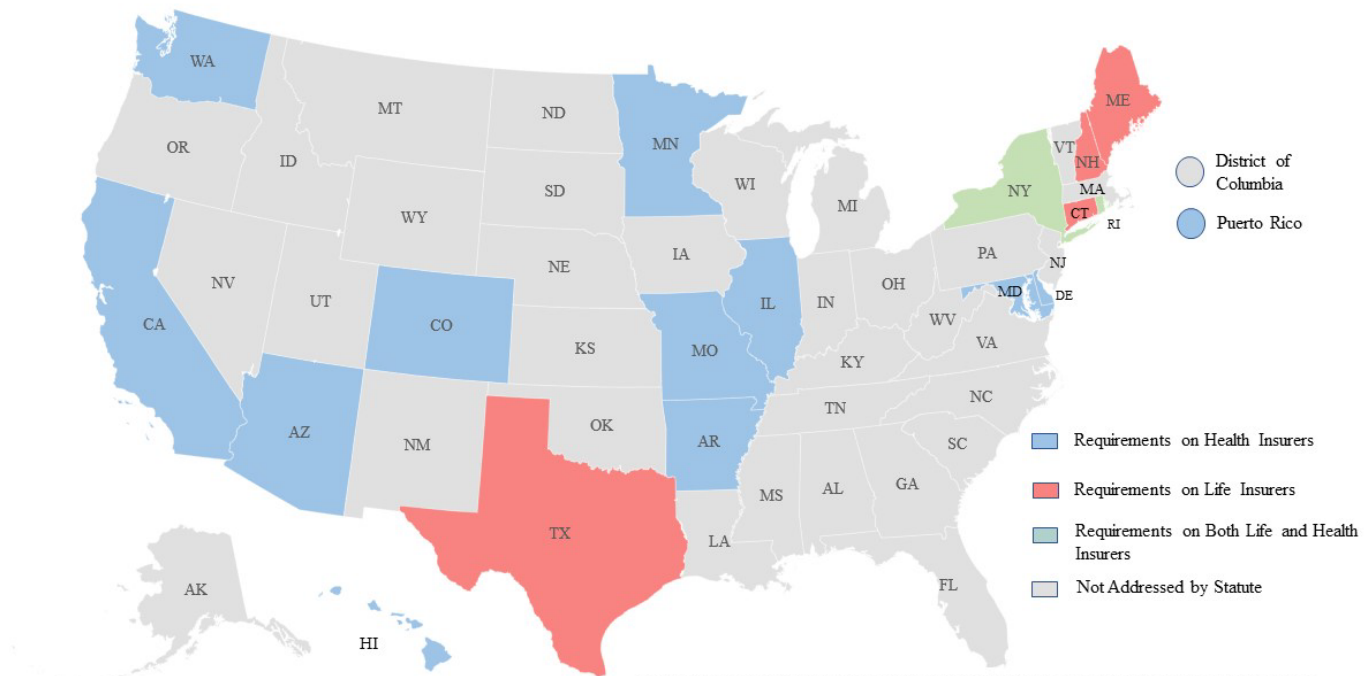 WA
MT
ND
MN
ME
OR
ID
SD
WI
MI
NY
VT
NH
MA
CT
RI
WY
IA
NE
PA
NJ
NV
UT
CO
KS
MO
IL
IN
OH
WV
MD
DE
VA
KY
CA
AZ
NM
OK
AR
TN
NC
SC
TX
LA
MS
AL
GA
FL
AK
HI
District of
Columbia
Puerto Rico
Requirements on Health Insurers
Requirements on Life Insurers
Requirements on Both Life and Health
Insurers
Not Addressed by Statute